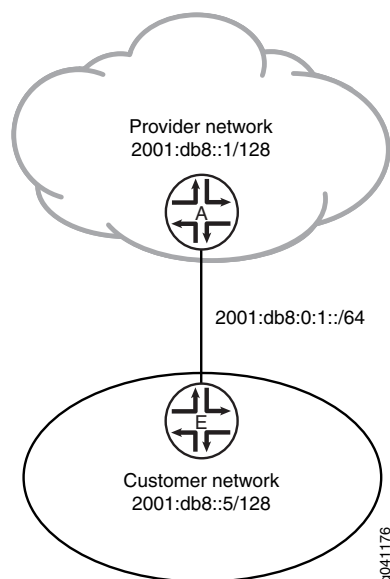 Provider network
2001:db8::1/128
A
2001:db8:0:1::/64
E
Customer network
2001:db8::5/128
g041176